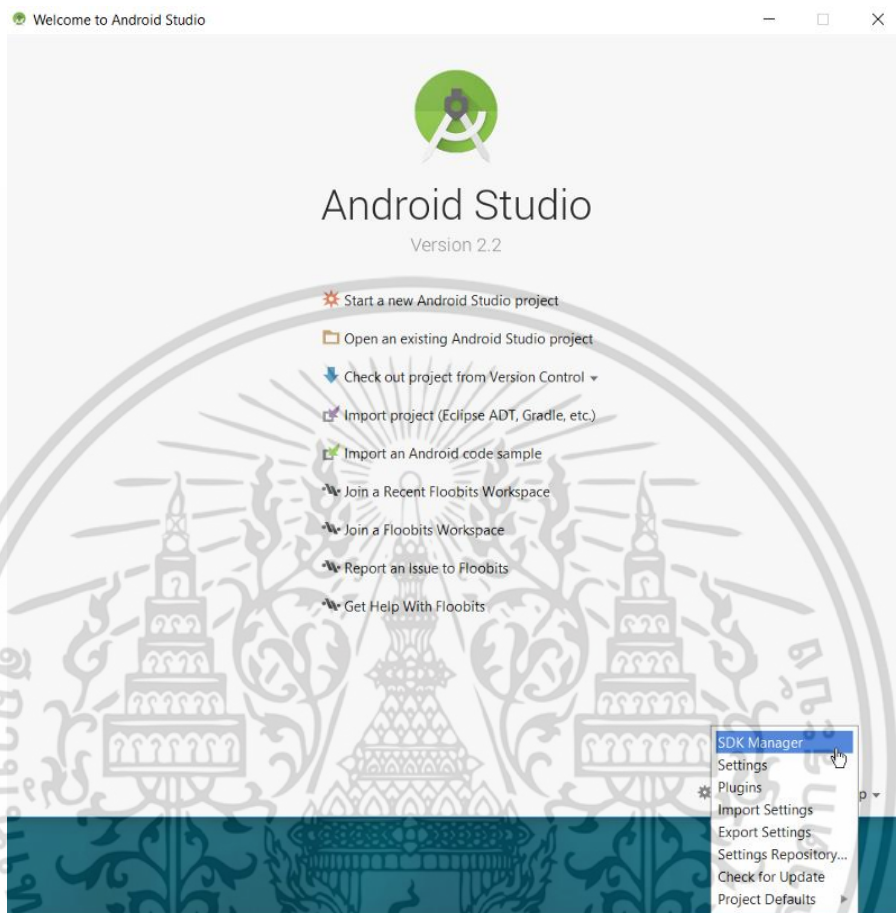 Welcome to Android Studio
Android Studio
Version 2.2
Start a new Android Studio project
Open an existing Android Studio project
Check out project from Version Control
Import project (Eclipse ADT, Gradle, etc.)
Import an Android code sample
Join a Recent Floobits Workspace
Join a Floobits Workspace
Report an Issue to Floobits
Get Help With Floobits
SDK Manager
Settings
Plugins
Import Settings
Export Settings
Settings Repository...
Check for Update
Project Defaults